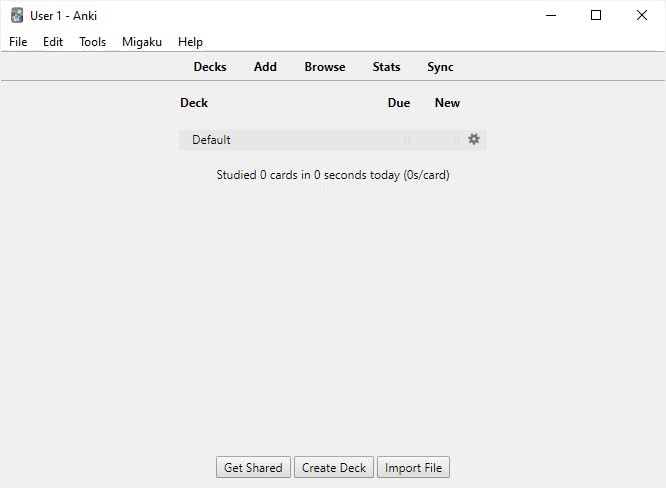 User 1 - Anki
File Edit Tools Migaku Help
Decks Add Browse Stats Sync
Deck Due New
Default 0 0
Studied 0 cards in 0 seconds today (0s/card)
Get Shared Create Deck Import File